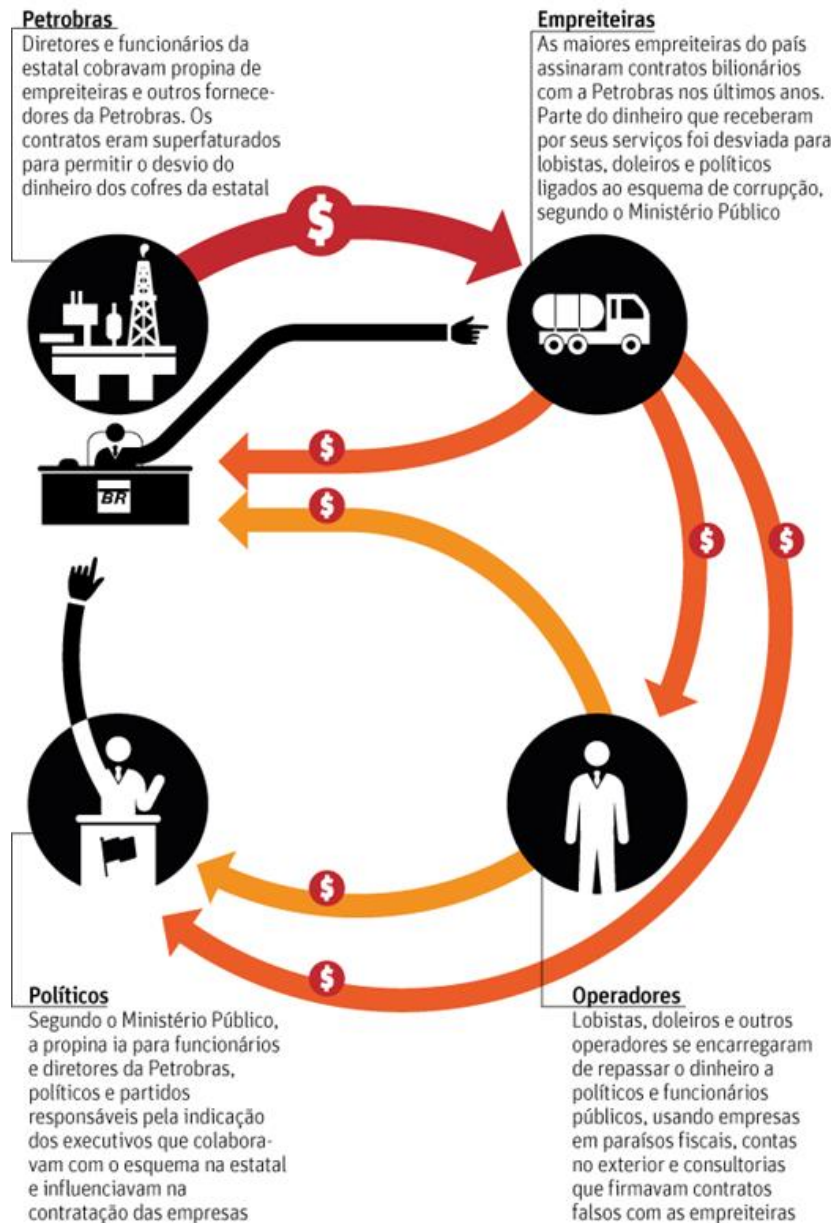 Petrobras
Diretores e funcionários da
estatal cobravam propina de
empreiteiras e outros fornece-
dores da Petrobras. Os
contratos eram superfaturados
para permitir o desvio do
dinheiro dos cofres da estatal
Empreiteiras
As maiores empreiteiras do país
assinaram contratos bilionários
com a Petrobras nos últimos anos.
Parte do dinheiro que receberam
por seus serviços foi desviada para
lobistas, doleiros e políticos
ligados ao esquema de corrupção,
segundo o Ministério Público
$
$
BR
$
$
$
$
$
Políticos
Segundo o Ministério Público,
a propina ia para funcionários
e diretores da Petrobras,
políticos e partidos
responsáveis pela indicação
dos executivos que colabora-
vam com o esquema na estatal
e influenciavam na
contratação das empresas
Operadores
Lobistas, doleiros e outros
operadores se encarregaram
de repassar o dinheiro a
políticos e funcionários
públicos, usando empresas
em paraísos fiscais, contas
no exterior e consultorias
que firmavam contratos
falsos com as empreiteiras